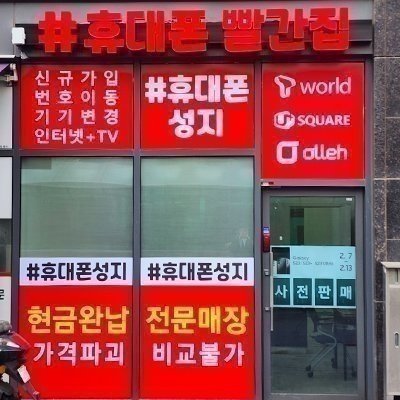 #휴대폰 빨간집
신규가입
번호이동
기기변경
인터넷+TV
#휴대폰
성지
T world
U+ SQUARE
olleh
#휴대폰성지
현금완납
가격파괴
#휴대폰성지
전문매장
비교불가
Galaxy
2.7
2.13
사전판매